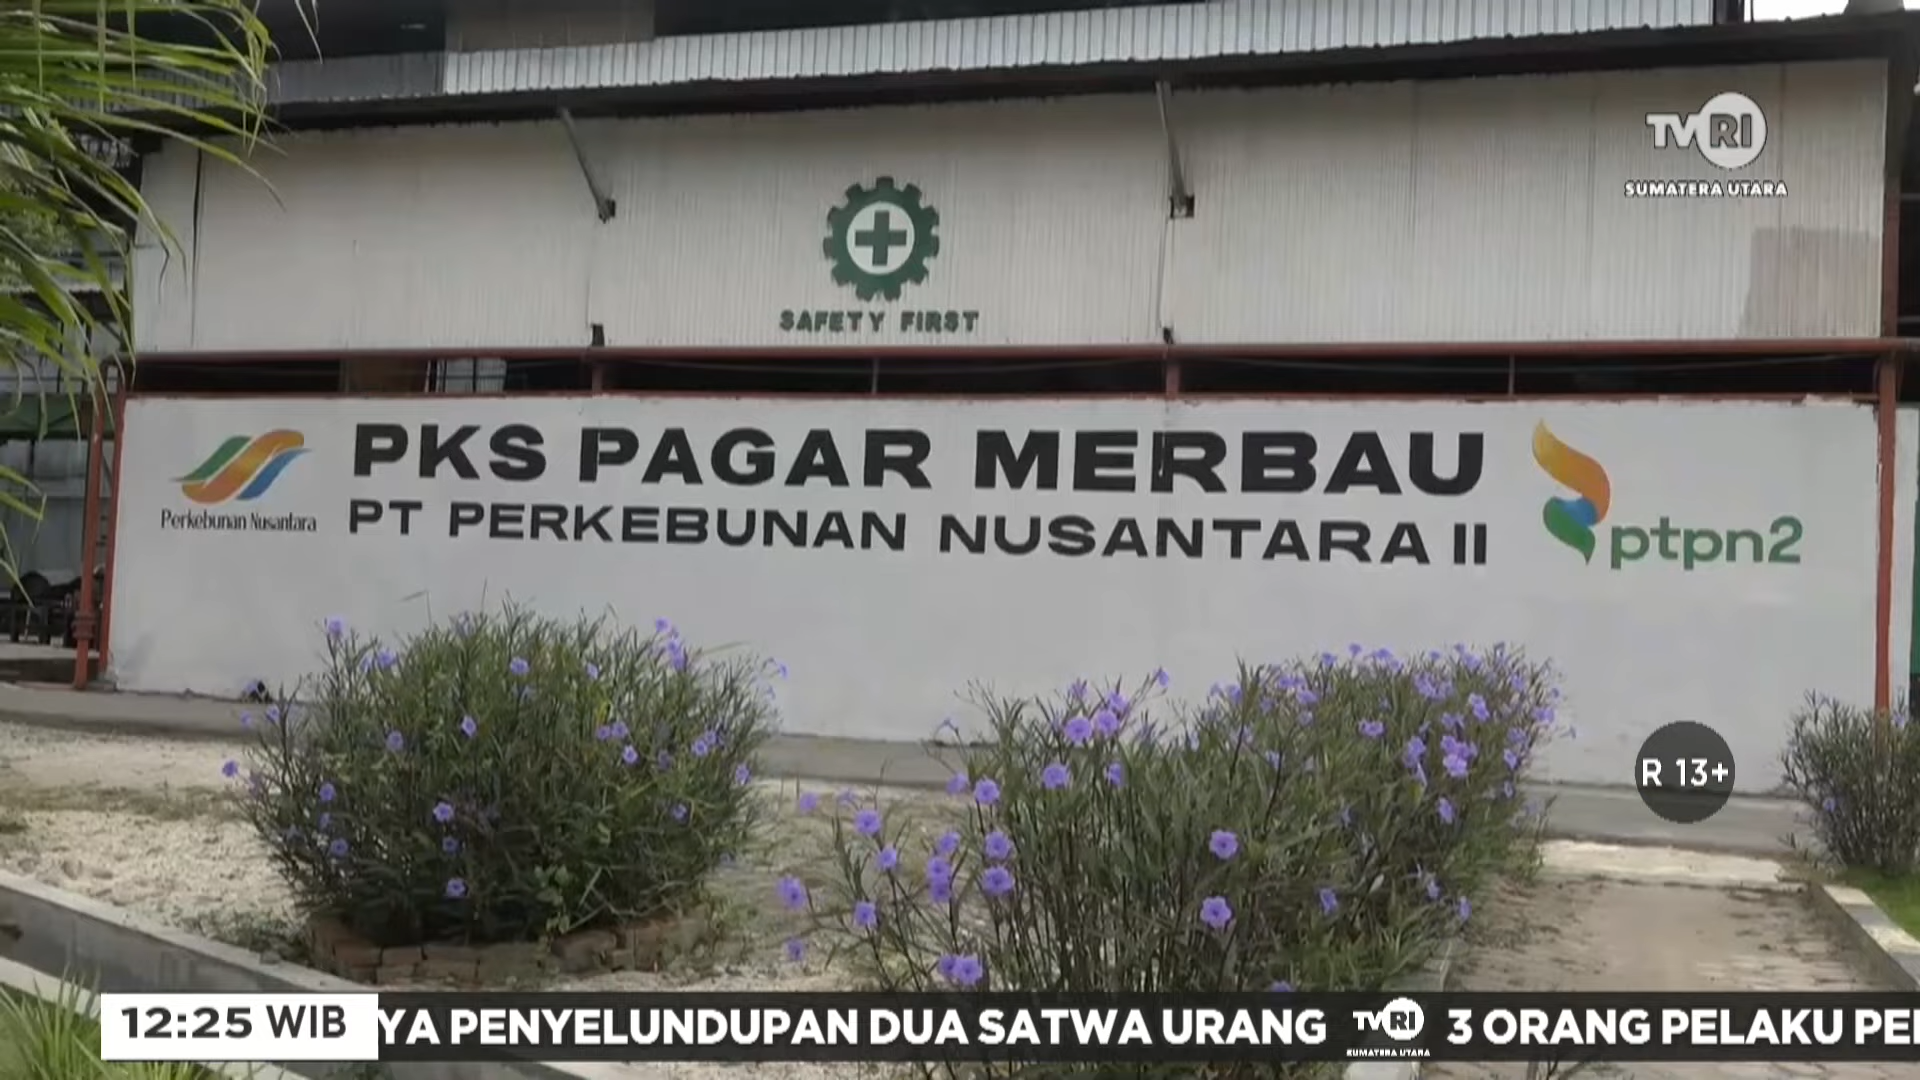 TVRI
SUMATERA UTARA
SAFETY FIRST
PKS PAGAR MERBAU
PT PERKEBUNAN NUSANTARA II
Perkebunan Nusantara
ptpn2
R 13+
12:25 WIB
YA PENYELUNDUPAN DUA SATWA URANG TVRI SUMATERA UTARA 3 ORANG PELAKU PE